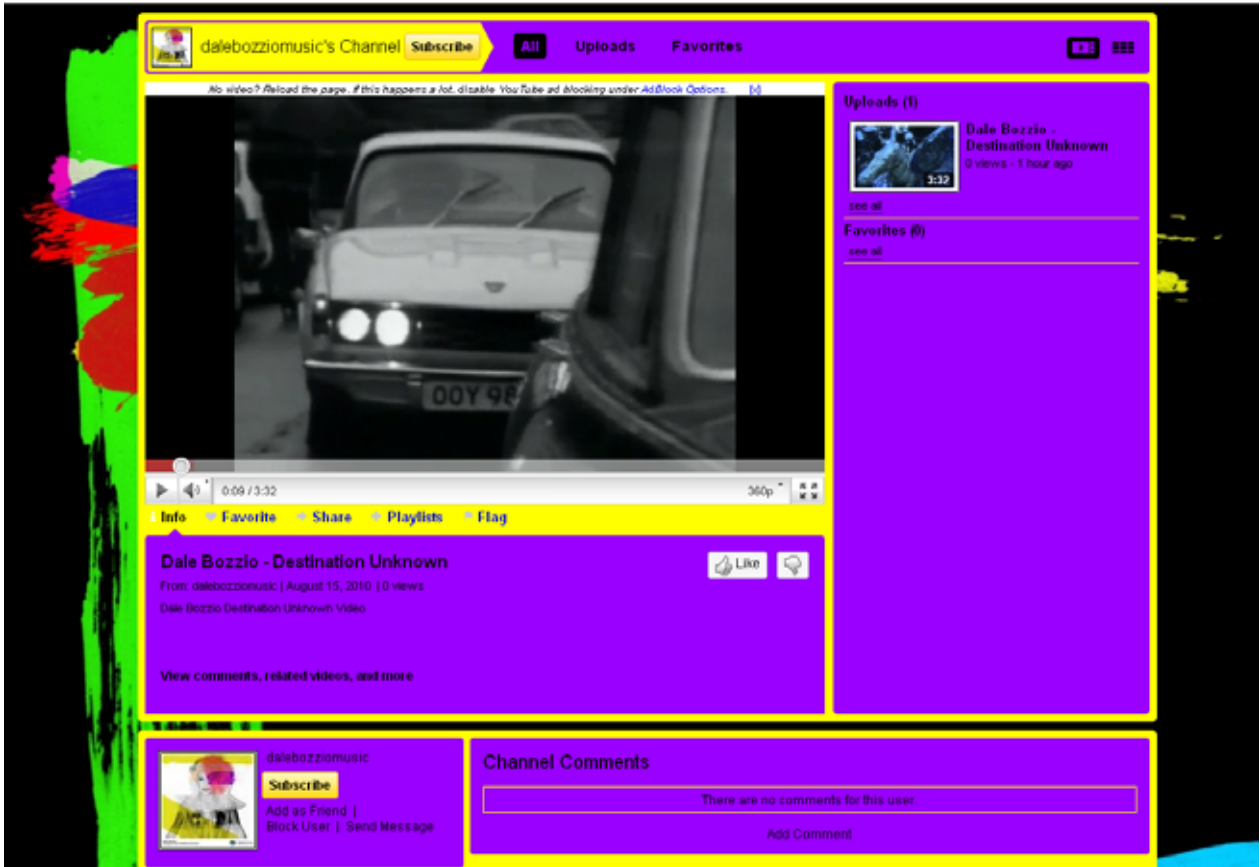 dalebozziomusic's Channel Subscribe All Uploads Favorites
No video? Reload the page. If this happens a lot, disable YouTube ad blocking under AdBlock Options. [x]
OOY 98
0:09 / 3:32 360p
Info Favorite Share Playlists Flag
Dale Bozzio - Destination Unknown
Like
From: dalebozziomusic | August 15, 2010 | 0 views
Dale Bozzio Destination Unknown Video
View comments, related videos, and more
Uploads (1)
Dale Bozzio -
Destination Unknown
0 views - 1 hour ago
3:32
see all
Favorites (0)
see all
dalebozziomusic
Subscribe
Add as Friend |
Block User | Send Message
Channel Comments
There are no comments for this user.
Add Comment